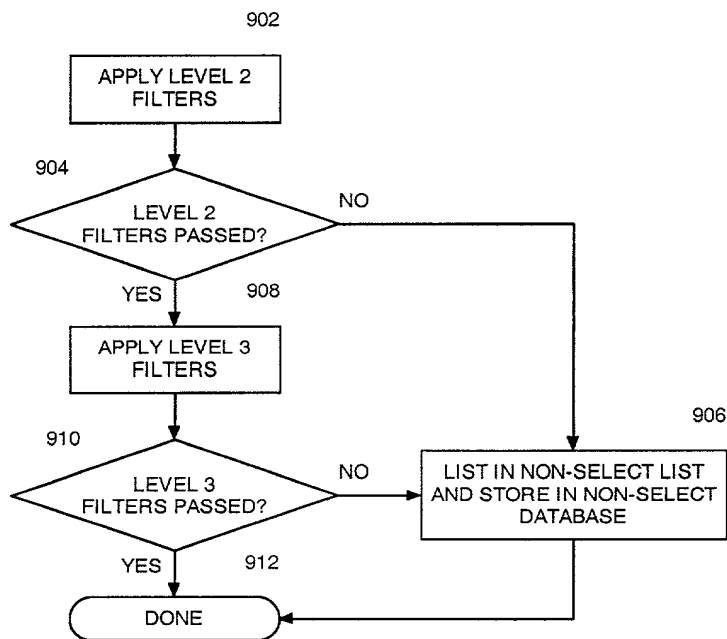 902
APPLY LEVEL 2
FILTERS
904
LEVEL 2
FILTERS PASSED?
NO
YES
908
APPLY LEVEL 3
FILTERS
906
910
LEVEL 3
FILTERS PASSED?
NO
LIST IN NON-SELECT LIST
AND STORE IN NON-SELECT
DATABASE
YES
912
DONE